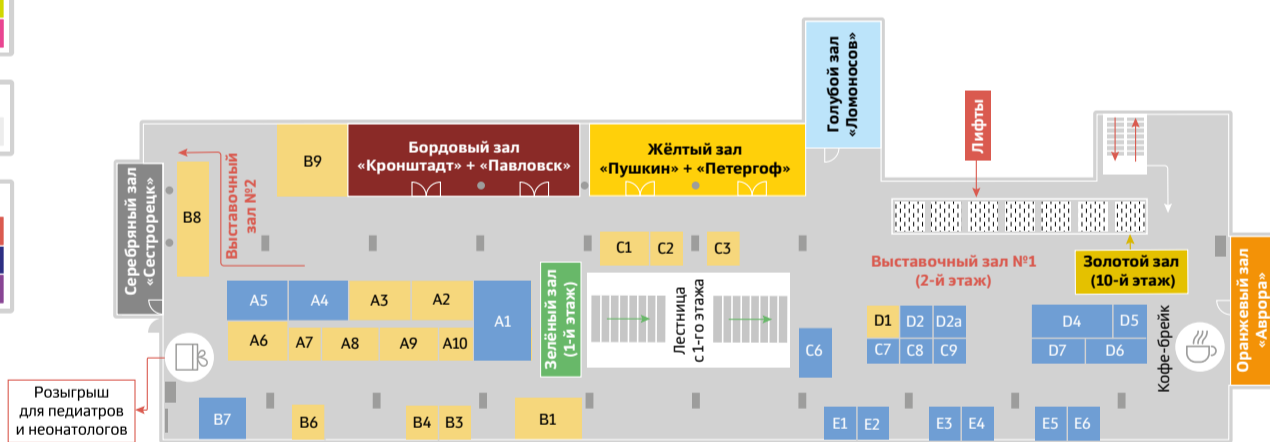 Голубой зал
«Ломоносов»
Лифты
Бордовый зал
«Кронштадт» + «Павловск»
Жёлтый зал
«Пушкин» + «Петергоф»
B9
Серебряный зал
«Сестрорецк»
B8
Выставочный
зал №2
C1
C2
C3
Выставочный зал №1
(2-й этаж)
Золотой зал
(10-й этаж)
Оранжевый зал
«Аврора»
A5
A4
A3
A2
A1
Зелёный зал
(1-й этаж)
Лестница
с 1-го этажа
D1
D2
D2a
D4
D5
A6
A7
A8
A9
A10
C6
C7
C8
C9
D7
D6
Кофе-брейк
Розыгрыш
для педиатров
и неонатологов
B7
B6
B4
B3
B1
E1
E2
E3
E4
E5
E6